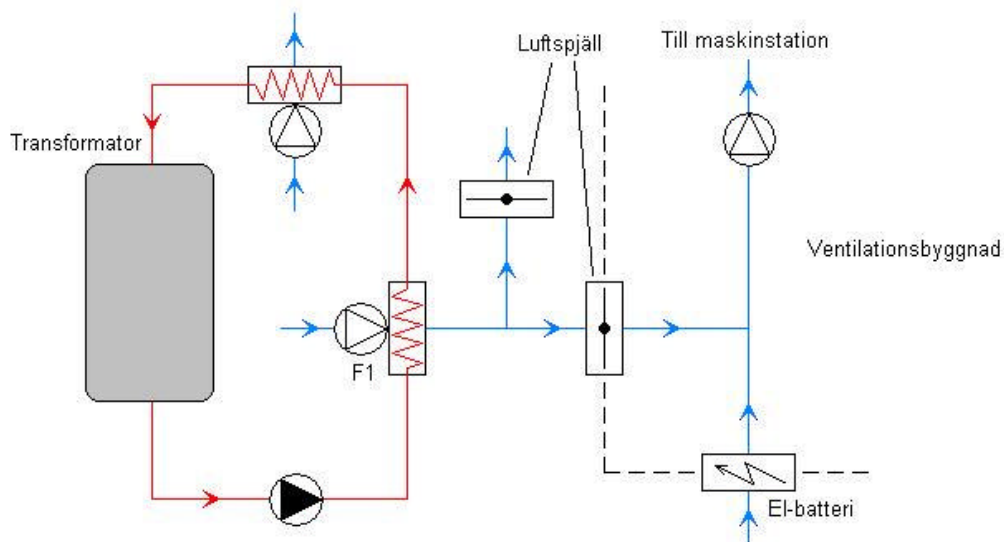 Luftspjäll
Till maskinstation
Transformator
Ventilationsbyggnad
F1
El-batteri